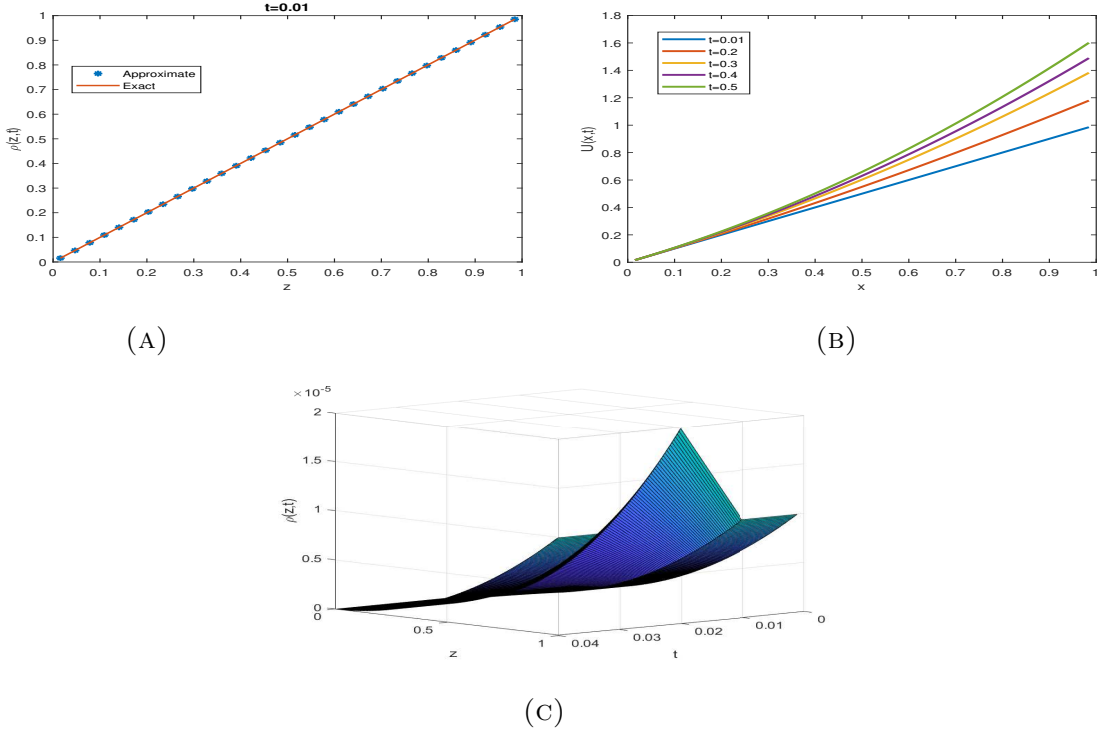 t=0.01
1
0.9
0.8
0.7
0.6
0.5
0.4
0.3
0.2
0.1
0
ρ(z,t)
Approximate
Exact
0 0.1 0.2 0.3 0.4 0.5 0.6 0.7 0.8 0.9 1
z
(A)
1.8
1.6
1.4
1.2
1
0.8
0.6
0.4
0.2
0
U(x,t)
t=0.01
t=0.2
t=0.3
t=0.4
t=0.5
0 0.1 0.2 0.3 0.4 0.5 0.6 0.7 0.8 0.9 1
x
(B)
×10⁻⁵
2
1.5
1
0.5
0
ρ(z,t)
0 0.5 1
z
0.04 0.03 0.02 0.01 0
t
(C)